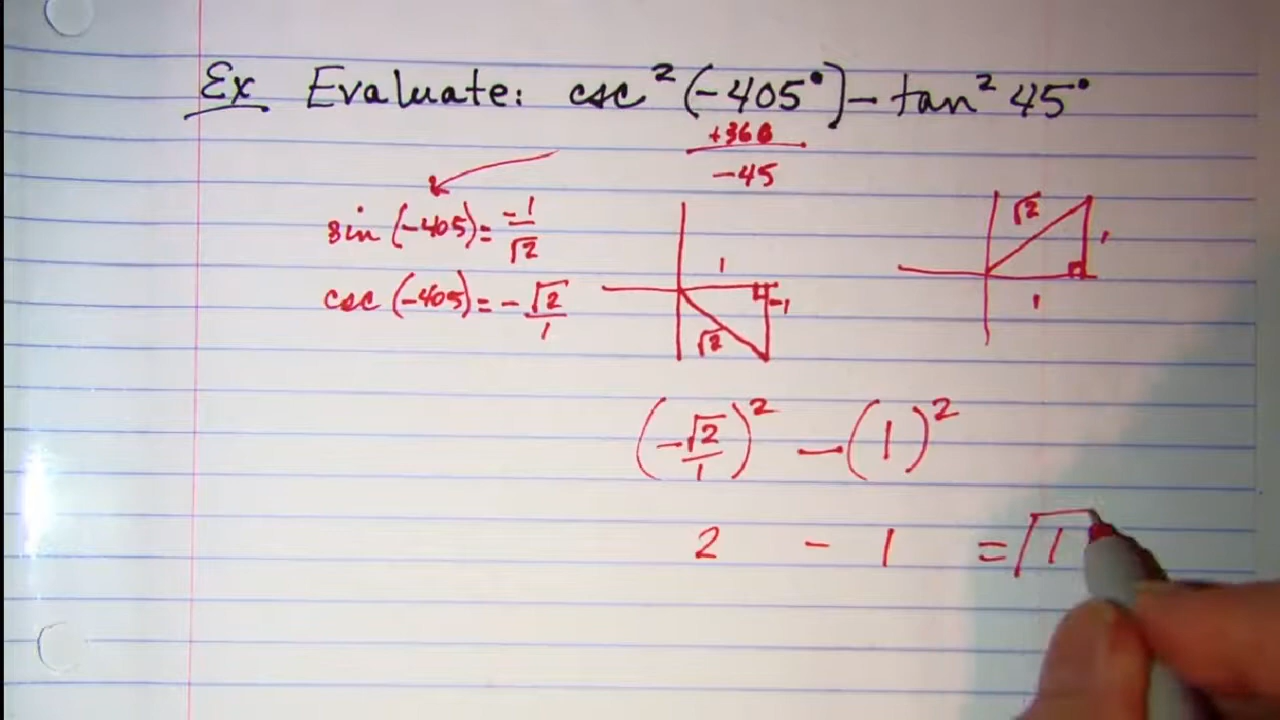 Ex Evaluate: csc²(-405°) - tan² 45°
+360
-45
sin (-405) = -1/√2
csc (-405) = - √2/1
1
-1
√2
√2
1
1
(-√2/1)² - (1)²
2 - 1 = 1